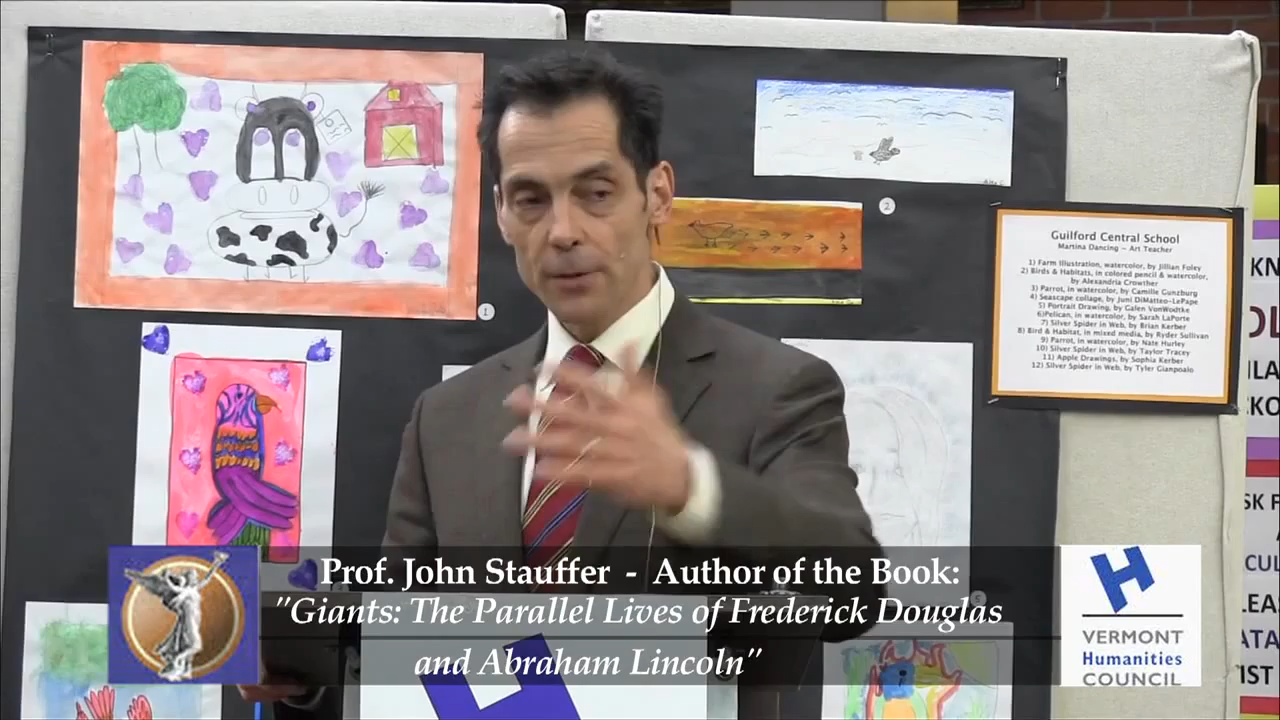 2
1
Guilford Central School
Martina Dancing - Art Teacher
1) Farm Illustration, watercolor, by Jillian Foley
2) Birds & Habitats, in colored pencil & watercolor,
by Alexandria Crowther
3) Parrot, in watercolor, by Camille Gunzburg
4) Seascape collage, by Juni DiMatteo-LePape
5) Portrait Drawing, by Galen VonWodtke
6)Pelican, in watercolor, by Sarah LaPorte
7) Silver Spider in Web, by Brian Kerber
8) Bird & Habitat, in mixed media, by Ryder Sullivan
9) Parrot, in watercolor, by Nate Hurley
10) Silver Spider in Web, by Taylor Tracey
11) Apple Drawings, by Sophia Kerber
12) Silver Spider in Web, by Tyler Gianpoalo
Prof. John Stauffer - Author of the Book:
"Giants: The Parallel Lives of Frederick Douglas
and Abraham Lincoln"
VERMONT
Humanities
COUNCIL